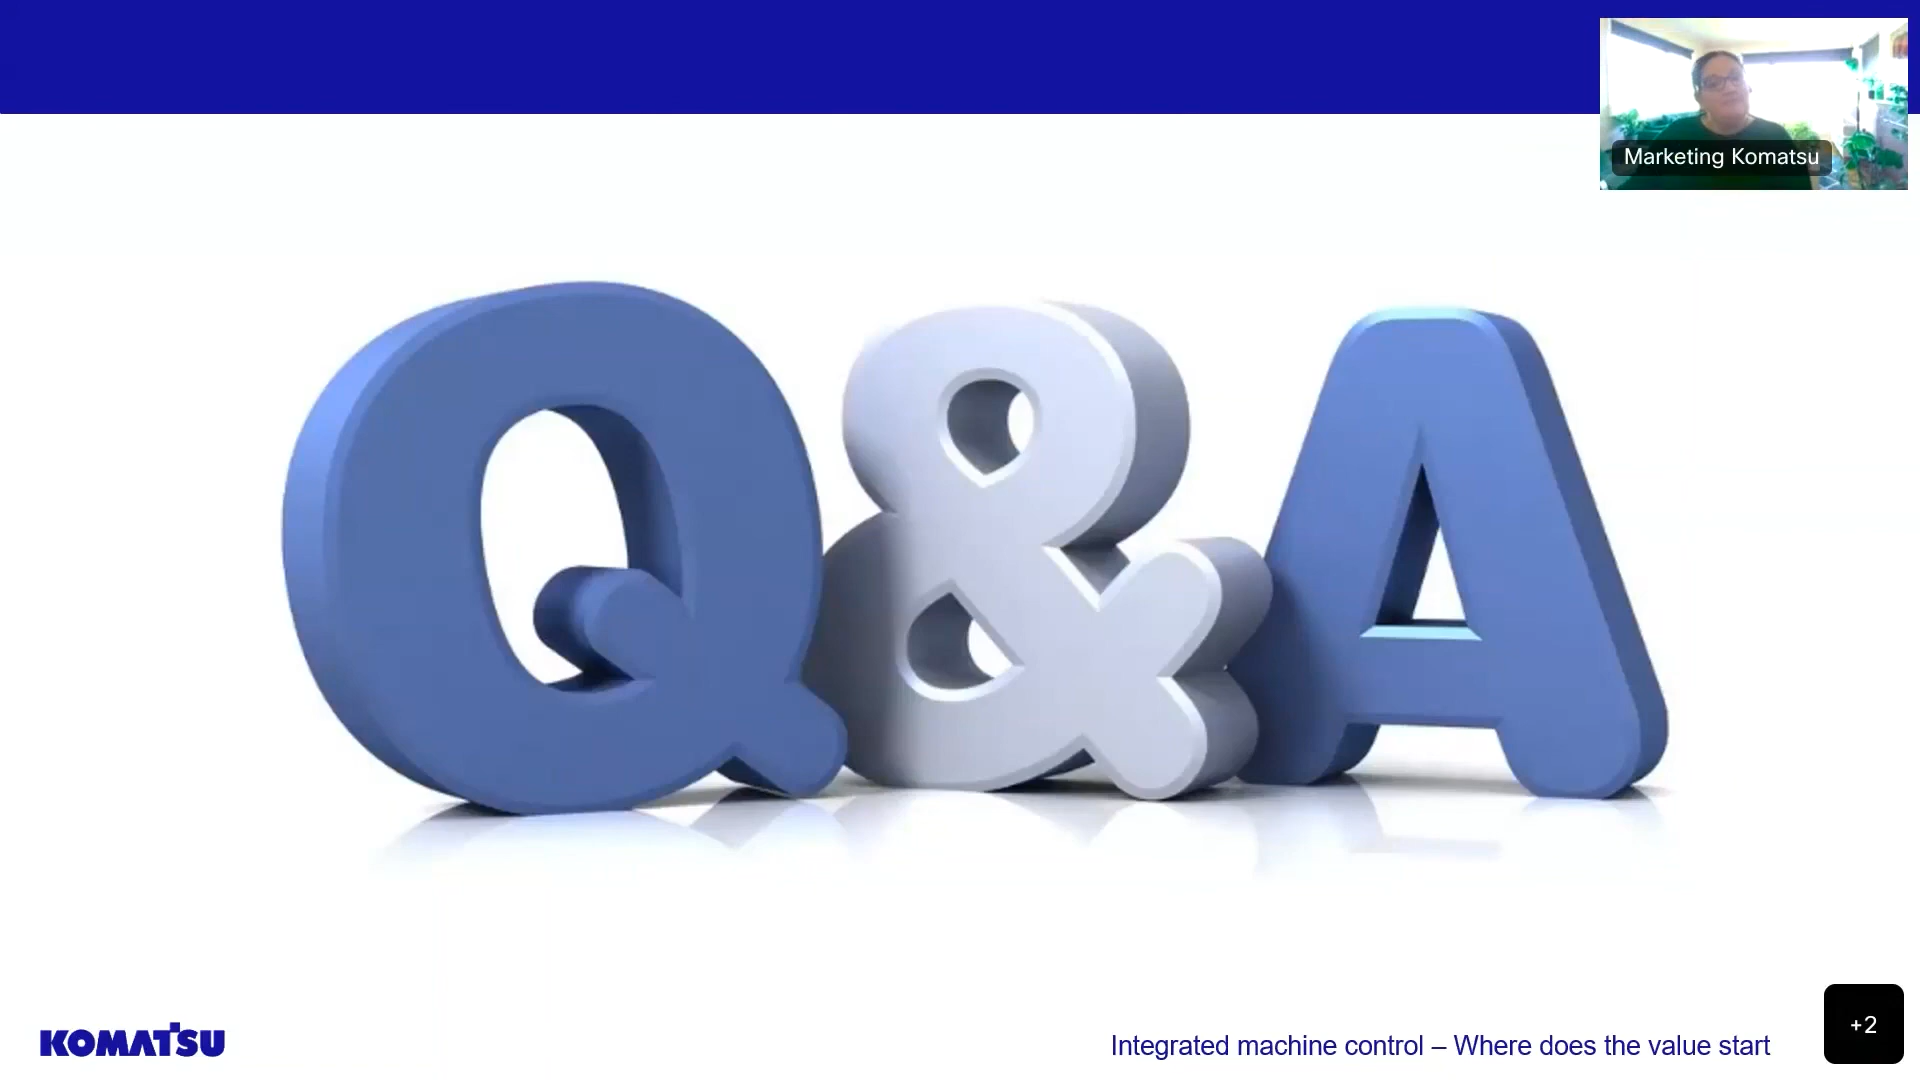 Marketing Komatsu
Q&A
KOMATSU
Integrated machine control – Where does the value start
+2